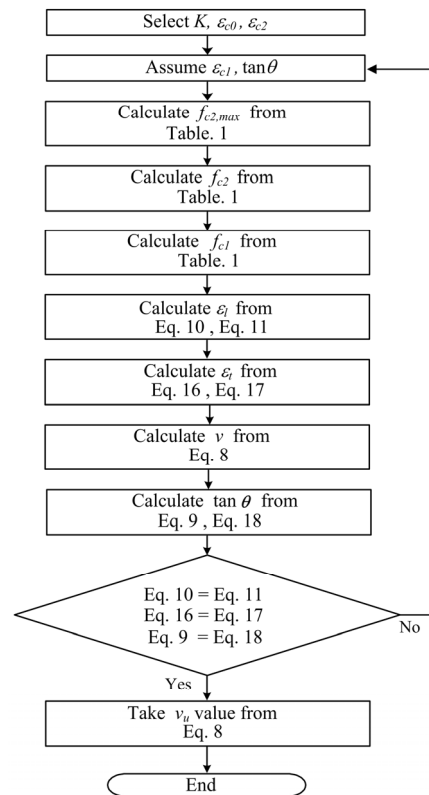 Select K, εc0, εc2
Assume εc1, tanθ
Calculate fc2,max from
Table. 1
Calculate fc2 from
Table. 1
Calculate fc1 from
Table. 1
Calculate εl from
Eq. 10 , Eq. 11
Calculate εt from
Eq. 16 , Eq. 17
Calculate v from
Eq. 8
Calculate tan θ from
Eq. 9 , Eq. 18
Eq. 10 = Eq. 11
Eq. 16 = Eq. 17
Eq. 9 = Eq. 18
No
Yes
Take vu value from
Eq. 8
End